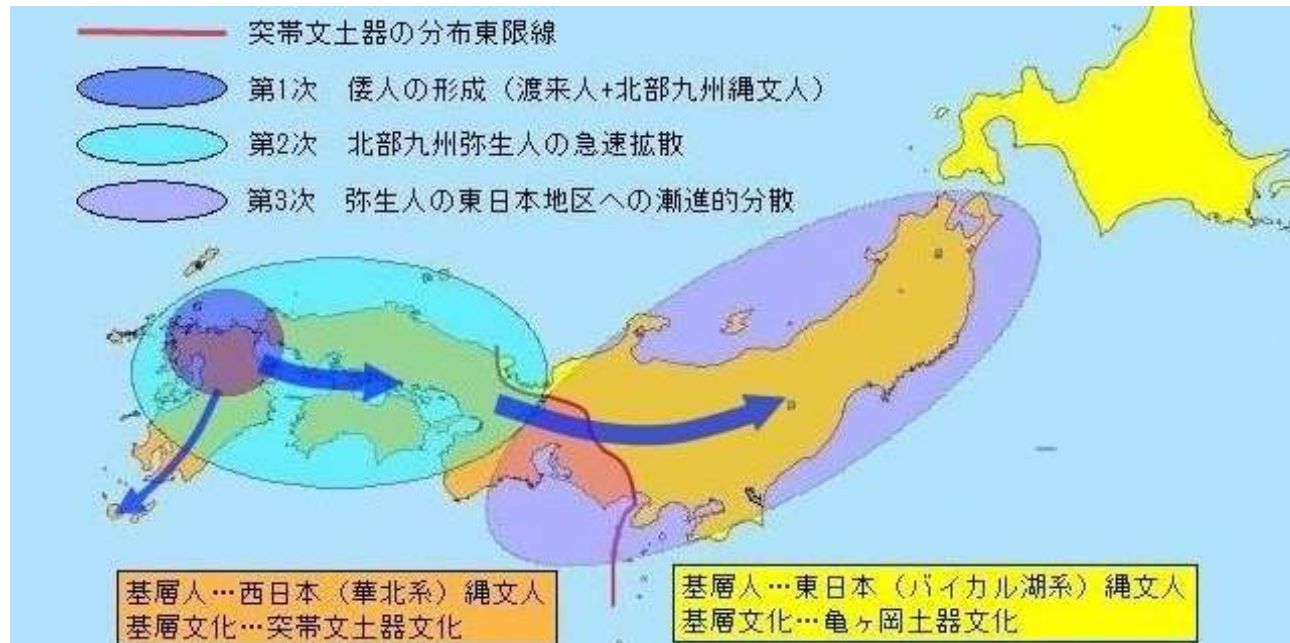 突帯文土器の分布東限線
第1次　倭人の形成（渡来人+北部九州縄文人）
第2次　北部九州弥生人の急速拡散
第3次　弥生人の東日本地区への漸進的分散
基層人…西日本（華北系）縄文人
基層文化…突帯文土器文化
基層人…東日本（バイカル湖系）縄文人
基層文化…亀ヶ岡土器文化